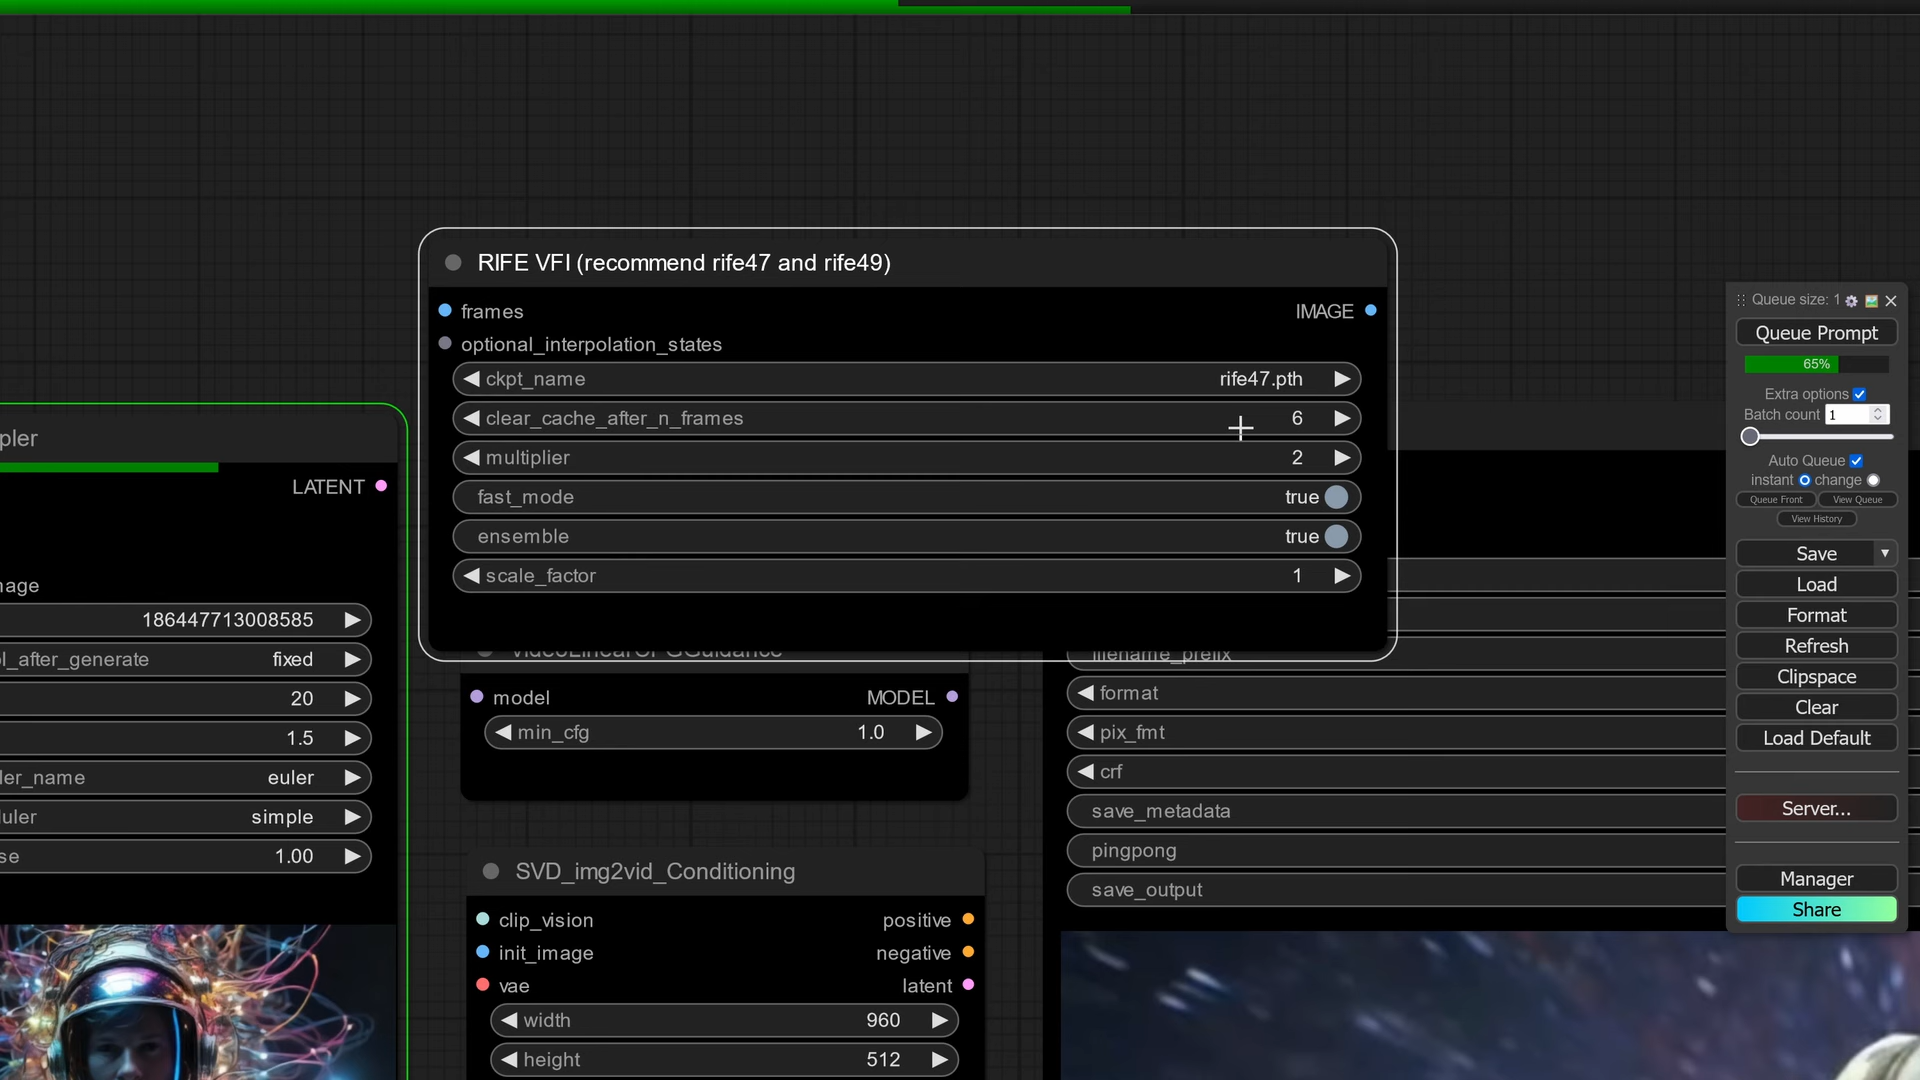 RIFE VFI (recommend rife47 and rife49)
frames IMAGE
optional_interpolation_states
ckpt_name rife47.pth
clear_cache_after_n_frames 6
multiplier 2
fast_mode true
ensemble true
scale_factor 1
pler
LATENT
nage
186447713008585
l_after_generate fixed
20
1.5
ler_name euler
uler simple
se 1.00
model MODEL
min_cfg 1.0
SVD_img2vid_Conditioning
clip_vision positive
init_image negative
vae latent
width 960
height 512
filename_prefix
format
pix_fmt
crf
save_metadata
pingpong
save_output
Queue size: 1
Queue Prompt
65%
Extra options
Batch count 1
Auto Queue
instant change
Queue Front View Queue
View History
Save
Load
Format
Refresh
Clipspace
Clear
Load Default
Server...
Manager
Share